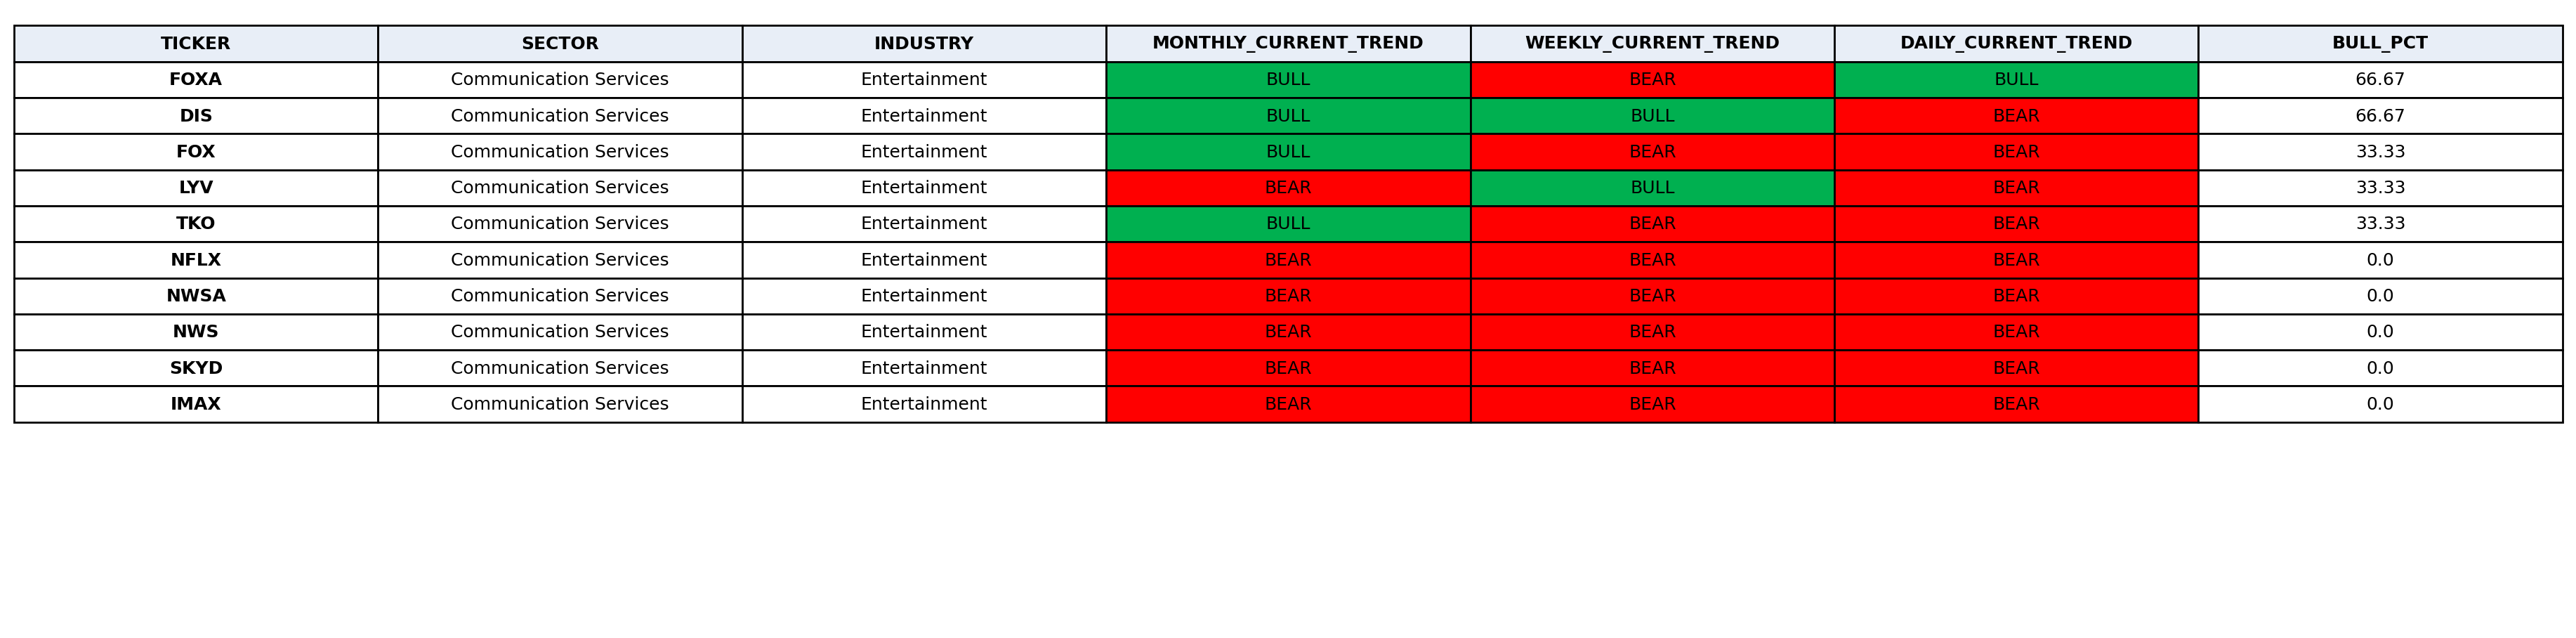 TICKER SECTOR INDUSTRY MONTHLY_CURRENT_TREND WEEKLY_CURRENT_TREND DAILY_CURRENT_TREND BULL_PCT
FOXA Communication Services Entertainment BULL BEAR BULL 66.67
DIS Communication Services Entertainment BULL BULL BEAR 66.67
FOX Communication Services Entertainment BULL BEAR BEAR 33.33
LYV Communication Services Entertainment BEAR BULL BEAR 33.33
TKO Communication Services Entertainment BULL BEAR BEAR 33.33
NFLX Communication Services Entertainment BEAR BEAR BEAR 0.0
NWSA Communication Services Entertainment BEAR BEAR BEAR 0.0
NWS Communication Services Entertainment BEAR BEAR BEAR 0.0
SKYD Communication Services Entertainment BEAR BEAR BEAR 0.0
IMAX Communication Services Entertainment BEAR BEAR BEAR 0.0